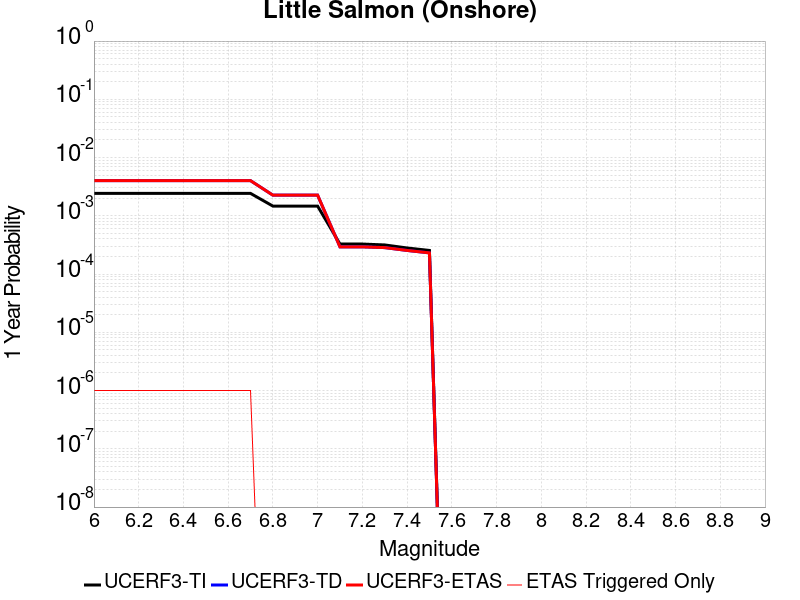 Little Salmon (Onshore)
10^0
10^-1
10^-2
10^-3
10^-4
10^-5
10^-6
10^-7
10^-8
1 Year Probability
6 6.2 6.4 6.6 6.8 7 7.2 7.4 7.6 7.8 8 8.2 8.4 8.6 8.8 9
Magnitude
UCERF3-TI UCERF3-TD UCERF3-ETAS ETAS Triggered Only